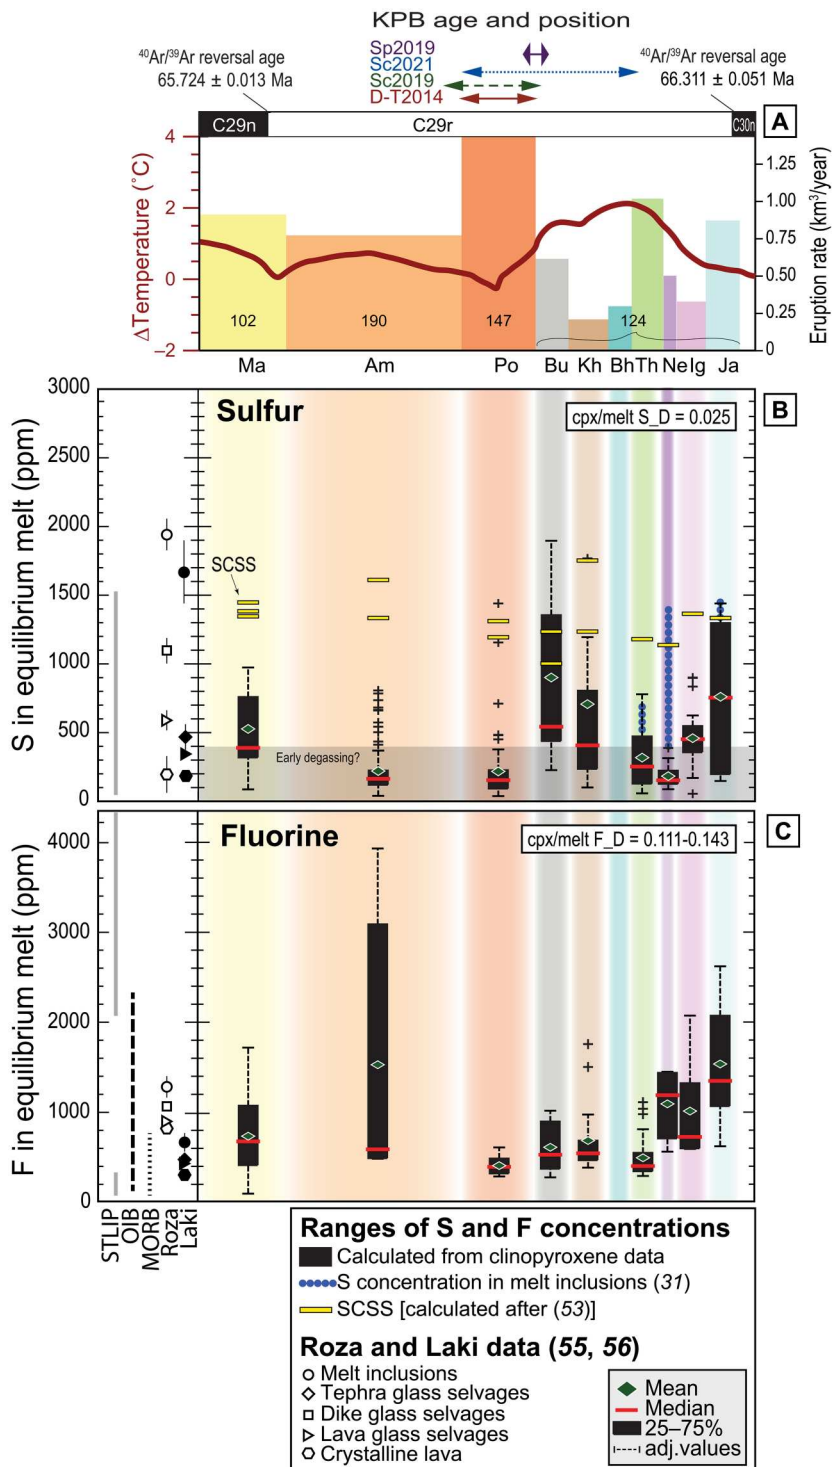 KPB age and position
Sp2019
Sc2021
Sc2019
D-T2014
40Ar/39Ar reversal age
65.724 ± 0.013 Ma
40Ar/39Ar reversal age
66.311 ± 0.051 Ma
C29n
C29r
C30n
A
ΔTemperature (˚C)
4
2
0
−2
Eruption rate (km3/year)
1.25
1.00
0.75
0.50
0.25
0
102
190
147
124
Ma
Am
Po
Bu
Kh
Bh
Th
Ne
Ig
Ja
S in equilibrium melt (ppm)
3000
2500
2000
1500
1000
500
0
Sulfur
cpx/melt S_D = 0.025
B
SCSS
Early degassing?
F in equilibrium melt (ppm)
4000
3000
2000
1000
0
Fluorine
cpx/melt F_D = 0.111-0.143
C
STLIP
OIB
MORB
Roza
Laki
Ranges of S and F concentrations
Calculated from clinopyroxene data
S concentration in melt inclusions (31)
SCSS [calculated after (53)]
Roza and Laki data (55, 56)
Melt inclusions
Tephra glass selvages
Dike glass selvages
Lava glass selvages
Crystalline lava
Mean
Median
25–75%
adj.values